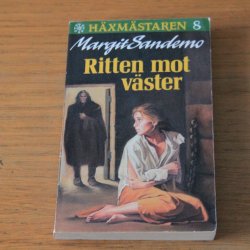 HÄXMÄSTAREN 8
Margit Sandemo
Ritten mot
väster